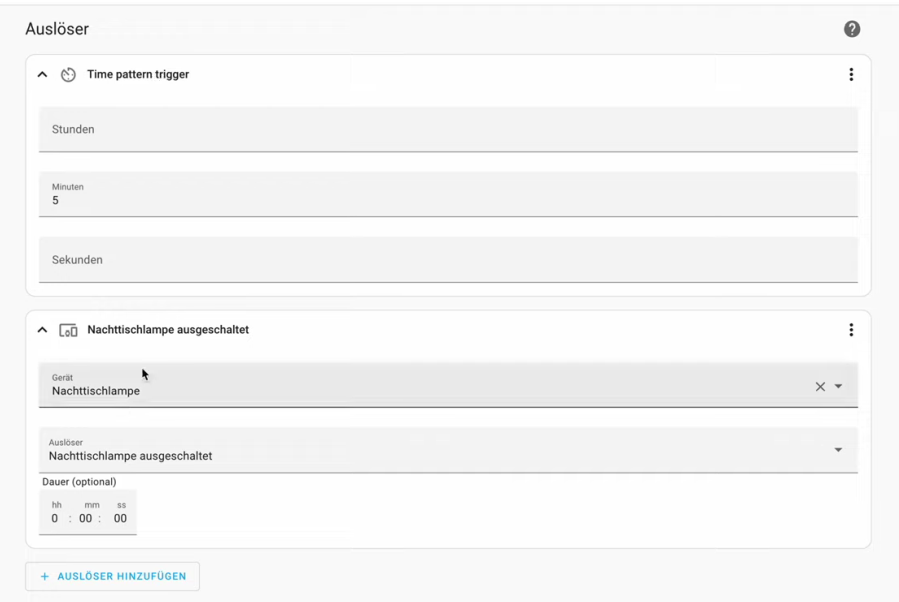 Auslöser
Time pattern trigger
Stunden
Minuten
5
Sekunden
Nachttischlampe ausgeschaltet
Gerät
Nachttischlampe
Auslöser
Nachttischlampe ausgeschaltet
Dauer (optional)
hh mm ss
0 : 00 : 00
+ AUSLÖSER HINZUFÜGEN